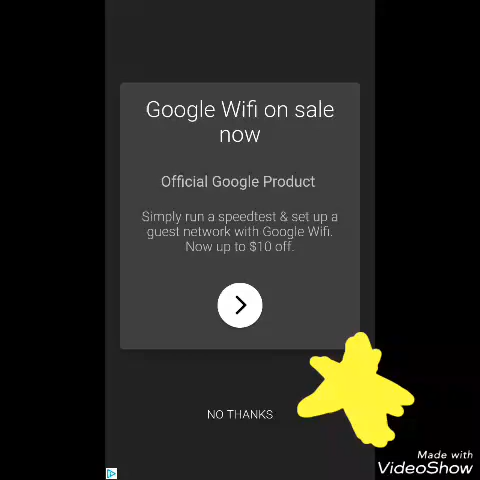 Google Wifi on sale
now
Official Google Product
Simply run a speedtest & set up a
guest network with Google Wifi.
Now up to $10 off.
NO THANKS
Made with
VideoShow